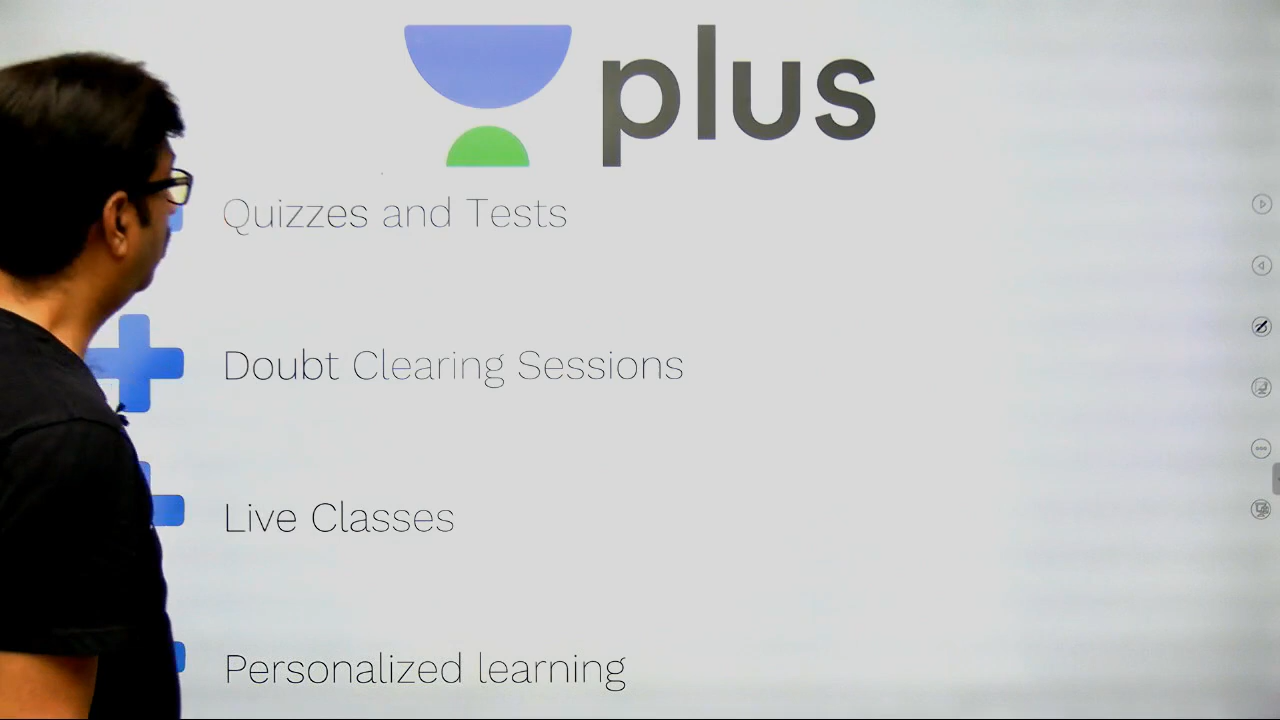 plus
Quizzes and Tests
Doubt Clearing Sessions
Live Classes
Personalized learning